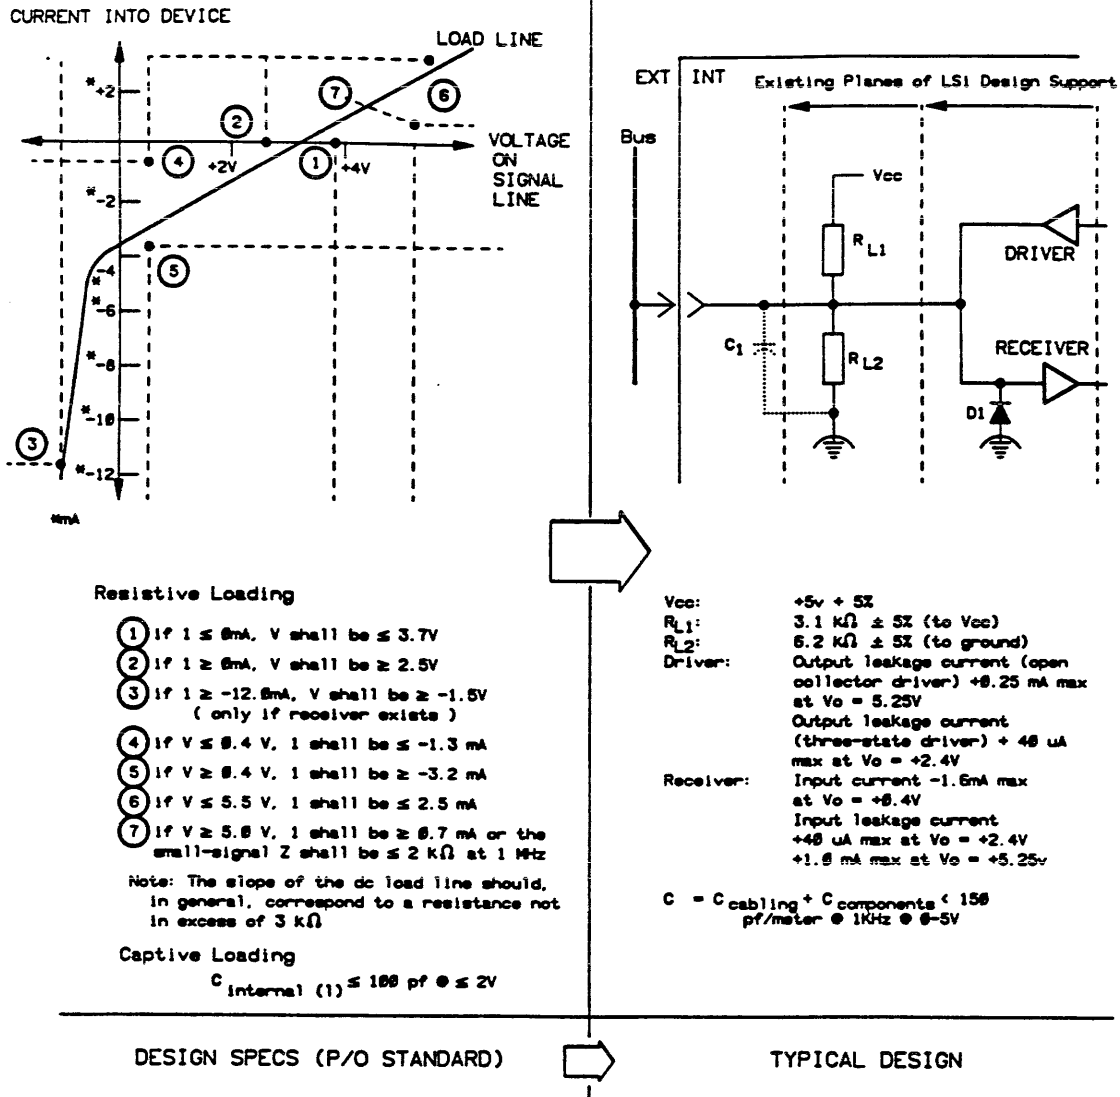 CURRENT INTO DEVICE
LOAD LINE
*+2
7
6
2
VOLTAGE
ON
SIGNAL
LINE
4
+2V
1
+4V
*-2
5
*-4
*-6
*-8
*-10
3
*-12
*mA
EXT
INT
Existing Planes of LSI Design Support
Bus
Vcc
RL1
DRIVER
C1
RL2
RECEIVER
D1
Resistive Loading
1 if I ≤ 0mA, V shall be ≤ 3.7V
2 if I ≥ 0mA, V shall be ≥ 2.5V
3 if I ≥ -12.0mA, V shall be ≥ -1.5V
( only if receiver exists )
4 if V ≤ 0.4 V, I shall be ≤ -1.3 mA
5 if V ≥ 0.4 V, I shall be ≥ -3.2 mA
6 if V ≤ 5.5 V, I shall be ≤ 2.5 mA
7 if V ≥ 5.0 V, I shall be ≥ 0.7 mA or the
small-signal Z shall be ≤ 2 KΩ at 1 MHz
Note: The slope of the dc load line should,
in general, correspond to a resistance not
in excess of 3 KΩ
Captive Loading
C internal (1) ≤ 100 pf @ ≤ 2V
Vcc: +5v + 5%
RL1: 3.1 KΩ ± 5% (to Vcc)
RL2: 6.2 KΩ ± 5% (to ground)
Driver: Output leakage current (open
collector driver) +0.25 mA max
at Vo = 5.25V
Output leakage current
(three-state driver) + 40 uA
max at Vo = +2.4V
Receiver: Input current -1.6mA max
at Vo = +0.4V
Input leakage current
+40 uA max at Vo = +2.4V
+1.0 mA max at Vo = +5.25v
C = C cabling + C components < 150
pf/meter @ 1KHz @ 0-5V
DESIGN SPECS (P/O STANDARD)
TYPICAL DESIGN